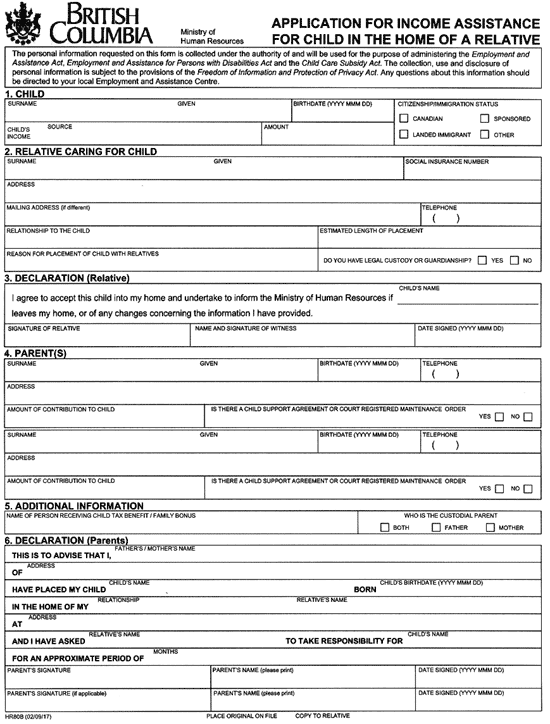 BRITISH
COLUMBIA
Ministry of
Human Resources
APPLICATION FOR INCOME ASSISTANCE
FOR CHILD IN THE HOME OF A RELATIVE
The personal information requested on this form is collected under the authority of and will be used for the purpose of administering the Employment and
Assistance Act, Employment and Assistance for Persons with Disabilities Act and the Child Care Subsidy Act. The collection, use and disclosure of
personal information is subject to the provisions of the Freedom of Information and Protection of Privacy Act. Any questions about this information should
be directed to your local Employment and Assistance Centre.
1. CHILD
SURNAME GIVEN BIRTHDATE (YYYY MMM DD) CITIZENSHIP/IMMIGRATION STATUS
CANADIAN SPONSORED
CHILD'S INCOME SOURCE AMOUNT
LANDED IMMIGRANT OTHER
2. RELATIVE CARING FOR CHILD
SURNAME GIVEN SOCIAL INSURANCE NUMBER
ADDRESS
MAILING ADDRESS (if different) TELEPHONE
( )
RELATIONSHIP TO THE CHILD ESTIMATED LENGTH OF PLACEMENT
REASON FOR PLACEMENT OF CHILD WITH RELATIVES
DO YOU HAVE LEGAL CUSTODY OR GUARDIANSHIP? YES NO
3. DECLARATION (Relative)
CHILD'S NAME
I agree to accept this child into my home and undertake to inform the Ministry of Human Resources if
leaves my home, or of any changes concerning the information I have provided.
SIGNATURE OF RELATIVE NAME AND SIGNATURE OF WITNESS DATE SIGNED (YYYY MMM DD)
4. PARENT(S)
SURNAME GIVEN BIRTHDATE (YYYY MMM DD) TELEPHONE
( )
ADDRESS
AMOUNT OF CONTRIBUTION TO CHILD IS THERE A CHILD SUPPORT AGREEMENT OR COURT REGISTERED MAINTENANCE ORDER
YES NO
SURNAME GIVEN BIRTHDATE (YYYY MMM DD) TELEPHONE
( )
ADDRESS
AMOUNT OF CONTRIBUTION TO CHILD IS THERE A CHILD SUPPORT AGREEMENT OR COURT REGISTERED MAINTENANCE ORDER
YES NO
5. ADDITIONAL INFORMATION
NAME OF PERSON RECEIVING CHILD TAX BENEFIT / FAMILY BONUS WHO IS THE CUSTODIAL PARENT
BOTH FATHER MOTHER
6. DECLARATION (Parents)
FATHER'S / MOTHER'S NAME
THIS IS TO ADVISE THAT I,
ADDRESS
OF
CHILD'S NAME CHILD'S BIRTHDATE (YYYY MMM DD)
HAVE PLACED MY CHILD BORN
RELATIONSHIP RELATIVE'S NAME
IN THE HOME OF MY
ADDRESS
AT
RELATIVE'S NAME CHILD'S NAME
AND I HAVE ASKED TO TAKE RESPONSIBILITY FOR
MONTHS
FOR AN APPROXIMATE PERIOD OF
PARENT'S SIGNATURE PARENT'S NAME (please print) DATE SIGNED (YYYY MMM DD)
PARENT'S SIGNATURE (if applicable) PARENT'S NAME (please print) DATE SIGNED (YYYY MMM DD)
HR80B (02/09/17) PLACE ORIGINAL ON FILE COPY TO RELATIVE